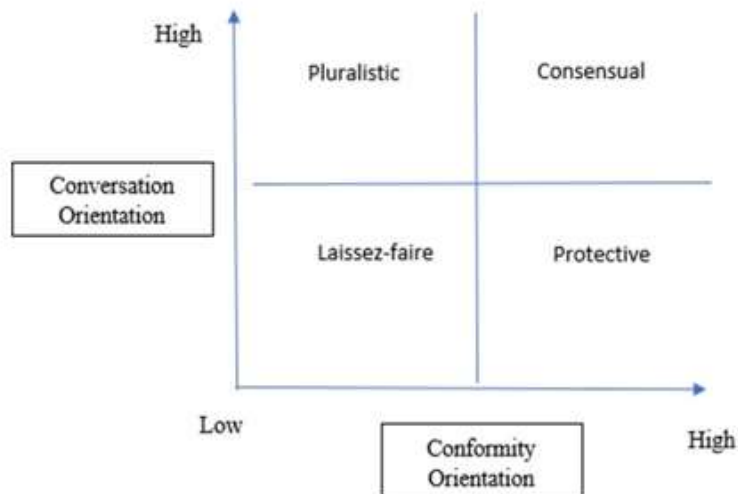 High
Pluralistic
Consensual
Conversation
Orientation
Laissez-faire
Protective
Low
High
Conformity
Orientation